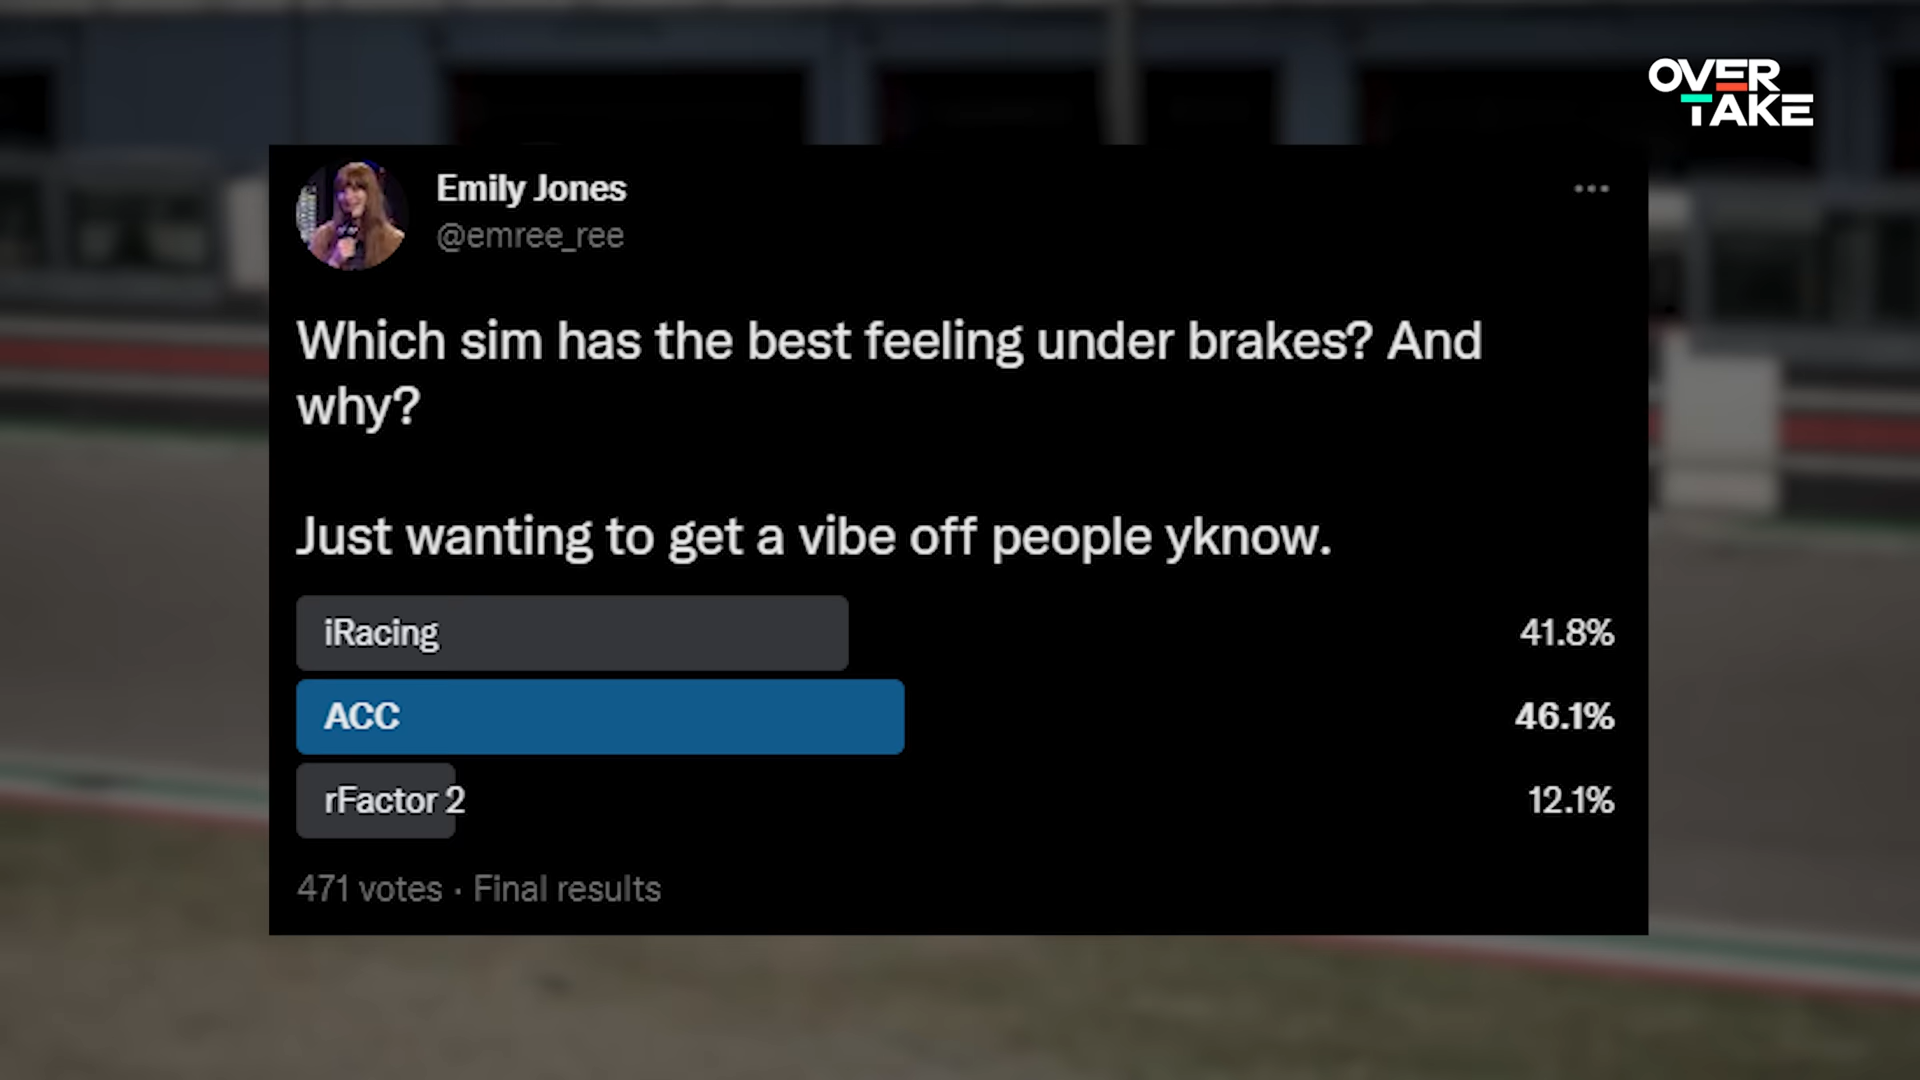 OVER
TAKE
Emily Jones
@emree_ree
Which sim has the best feeling under brakes? And
why?
Just wanting to get a vibe off people yknow.
iRacing 41.8%
ACC 46.1%
rFactor 2 12.1%
471 votes · Final results